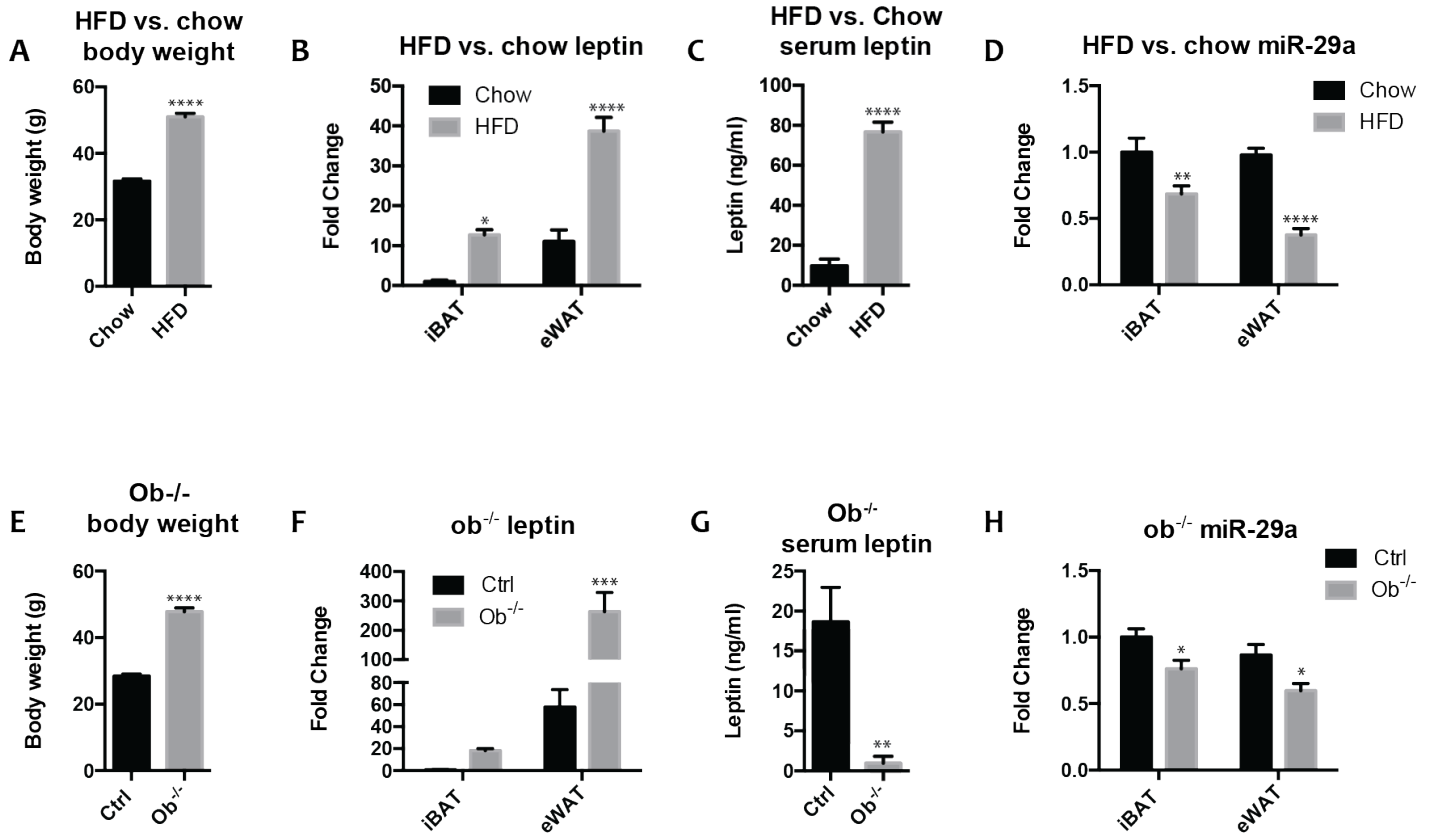 A
HFD vs. chow
body weight
Body weight (g)
60
40
20
0
****
Chow
HFD
B
HFD vs. chow leptin
Fold Change
50
40
30
20
10
0
Chow
HFD
*
****
iBAT
eWAT
C
HFD vs. Chow
serum leptin
Leptin (ng/ml)
100
80
60
40
20
0
****
Chow
HFD
D
HFD vs. chow miR-29a
Fold Change
1.5
1.0
0.5
0.0
Chow
HFD
**
****
iBAT
eWAT
E
Ob-/-
body weight
Body weight (g)
60
40
20
0
****
Ctrl
Ob-/-
F
ob-/- leptin
Fold Change
400
300
200
100
80
60
40
20
0
Ctrl
Ob-/-
***
iBAT
eWAT
G
Ob-/-
serum leptin
Leptin (ng/ml)
25
20
15
10
5
0
**
Ctrl
Ob-/-
H
ob-/- miR-29a
Fold Change
1.5
1.0
0.5
0.0
Ctrl
Ob-/-
*
*
iBAT
eWAT